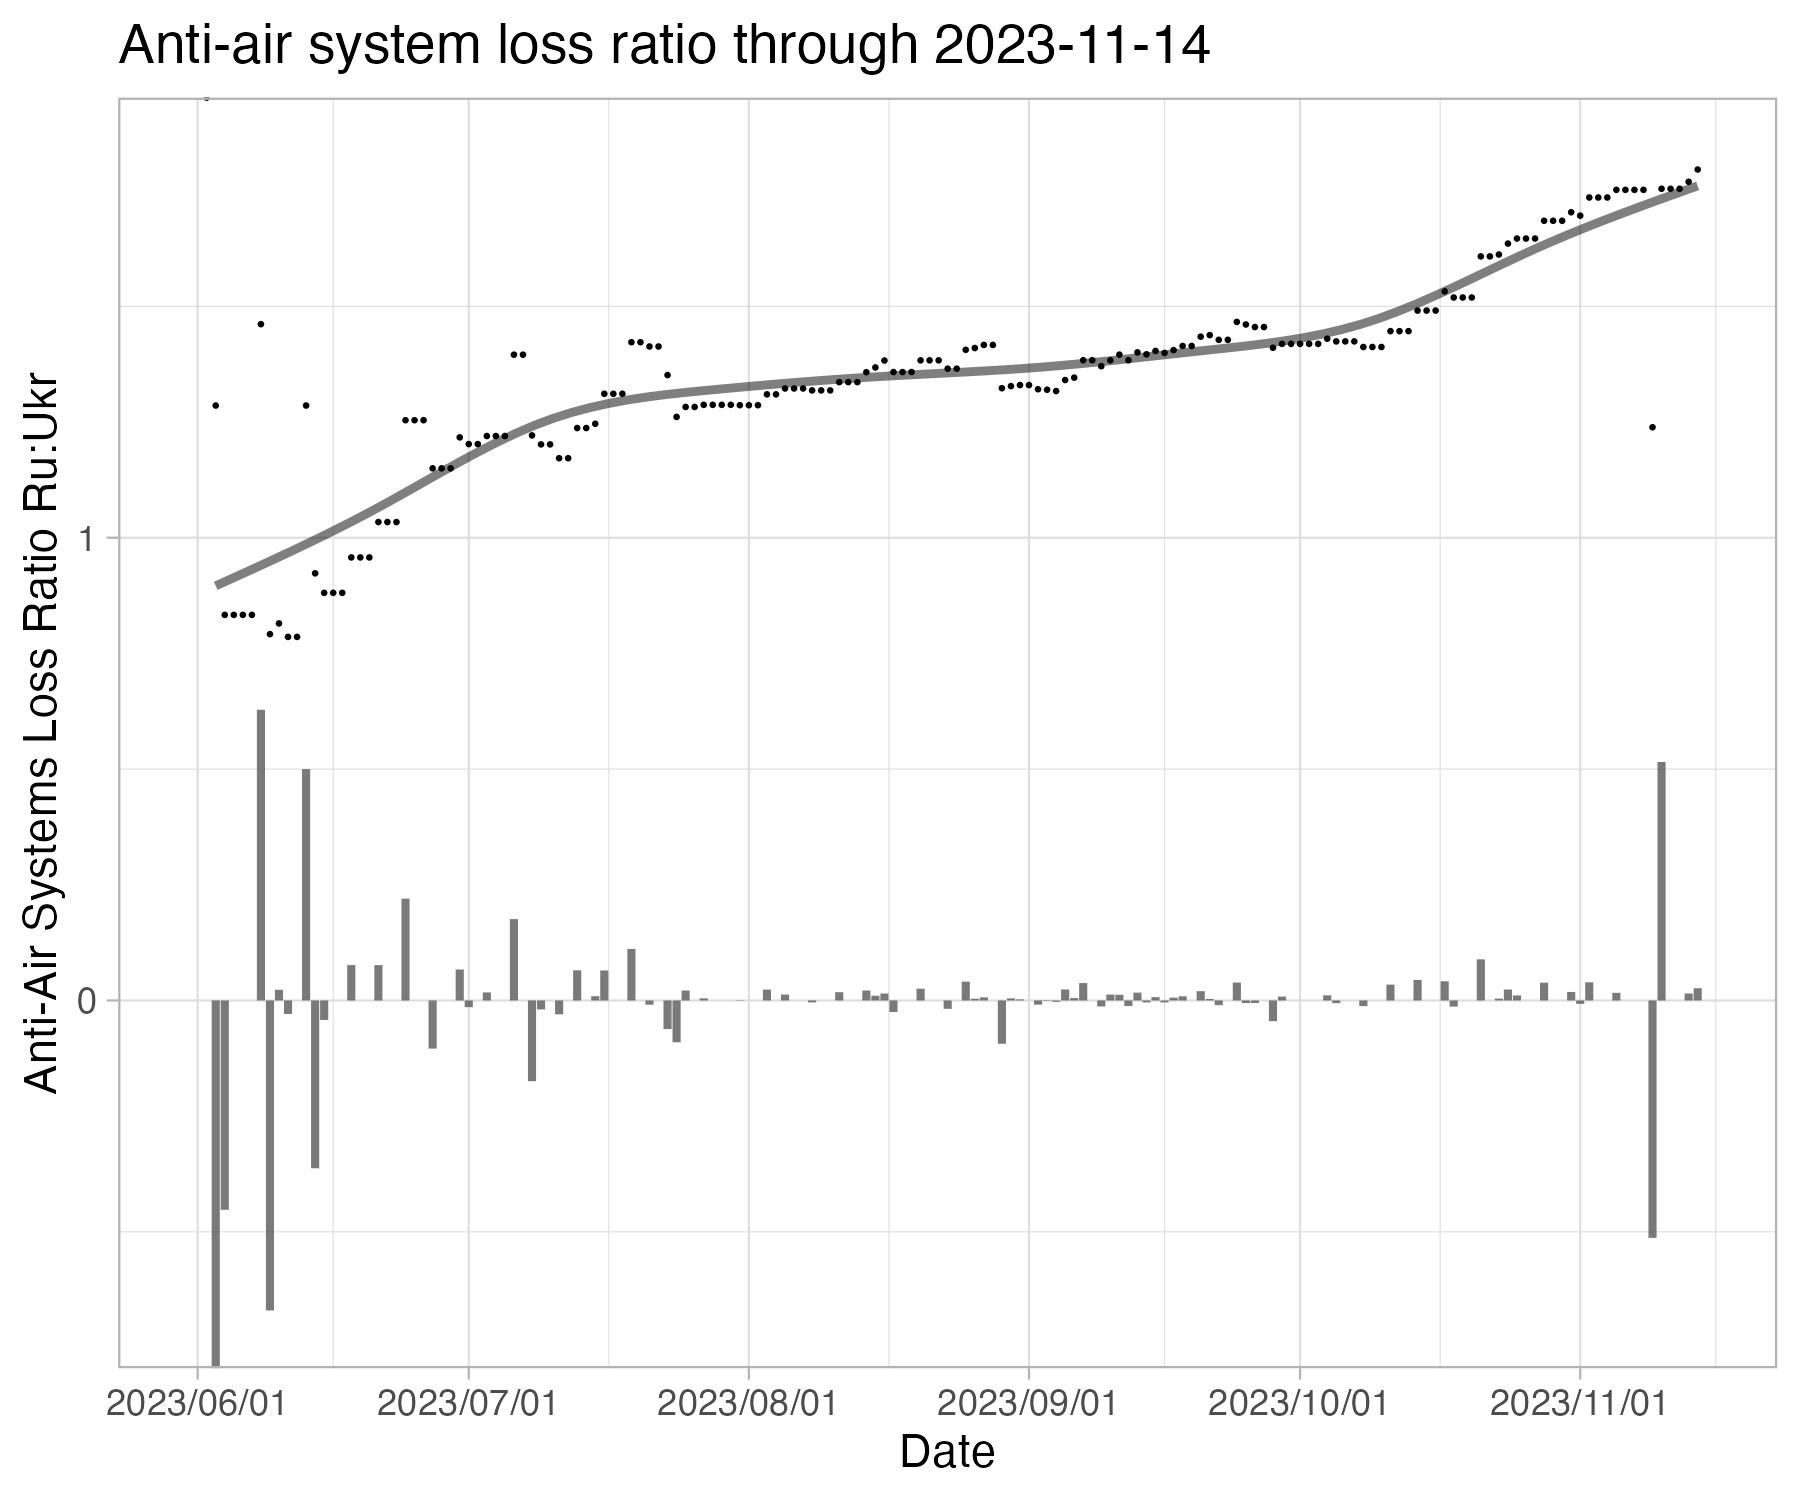 Anti-air system loss ratio through 2023-11-14
Anti-Air Systems Loss Ratio Ru:Ukr
1
0
2023/06/01
2023/07/01
2023/08/01
2023/09/01
2023/10/01
2023/11/01
Date